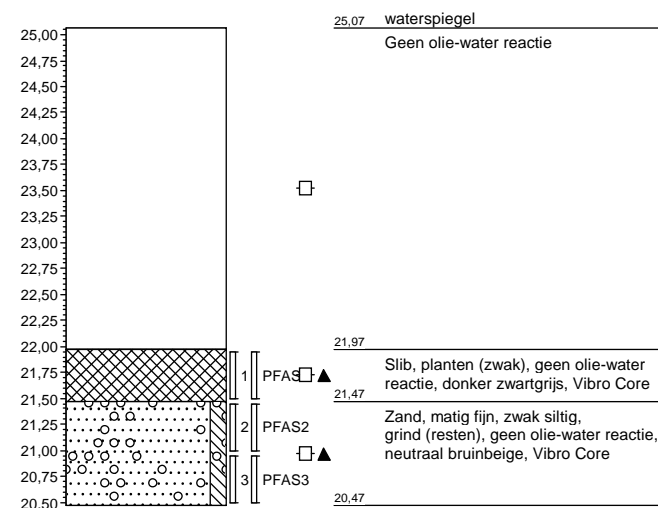 25,07 waterspiegel
25,00
Geen olie-water reactie
24,75
24,50
24,25
24,00
23,75
23,50
23,25
23,00
22,75
22,50
22,25
22,00
21,97
21,75
1 PFAS
Slib, planten (zwak), geen olie-water
reactie, donker zwartgrijs, Vibro Core
21,50
21,47
21,25
2 PFAS2
Zand, matig fijn, zwak siltig,
grind (resten), geen olie-water reactie,
neutraal bruinbeige, Vibro Core
21,00
20,75
3 PFAS3
20,50
20,47